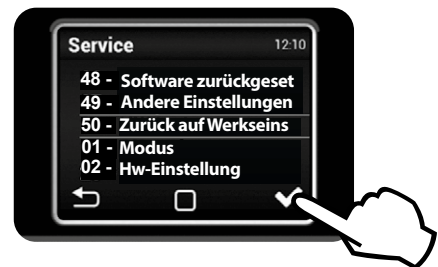 Service 12:10
48 - Software zurückgeset
49 - Andere Einstellungen
50 - Zurück auf Werkseins
01 - Modus
02 - Hw-Einstellung